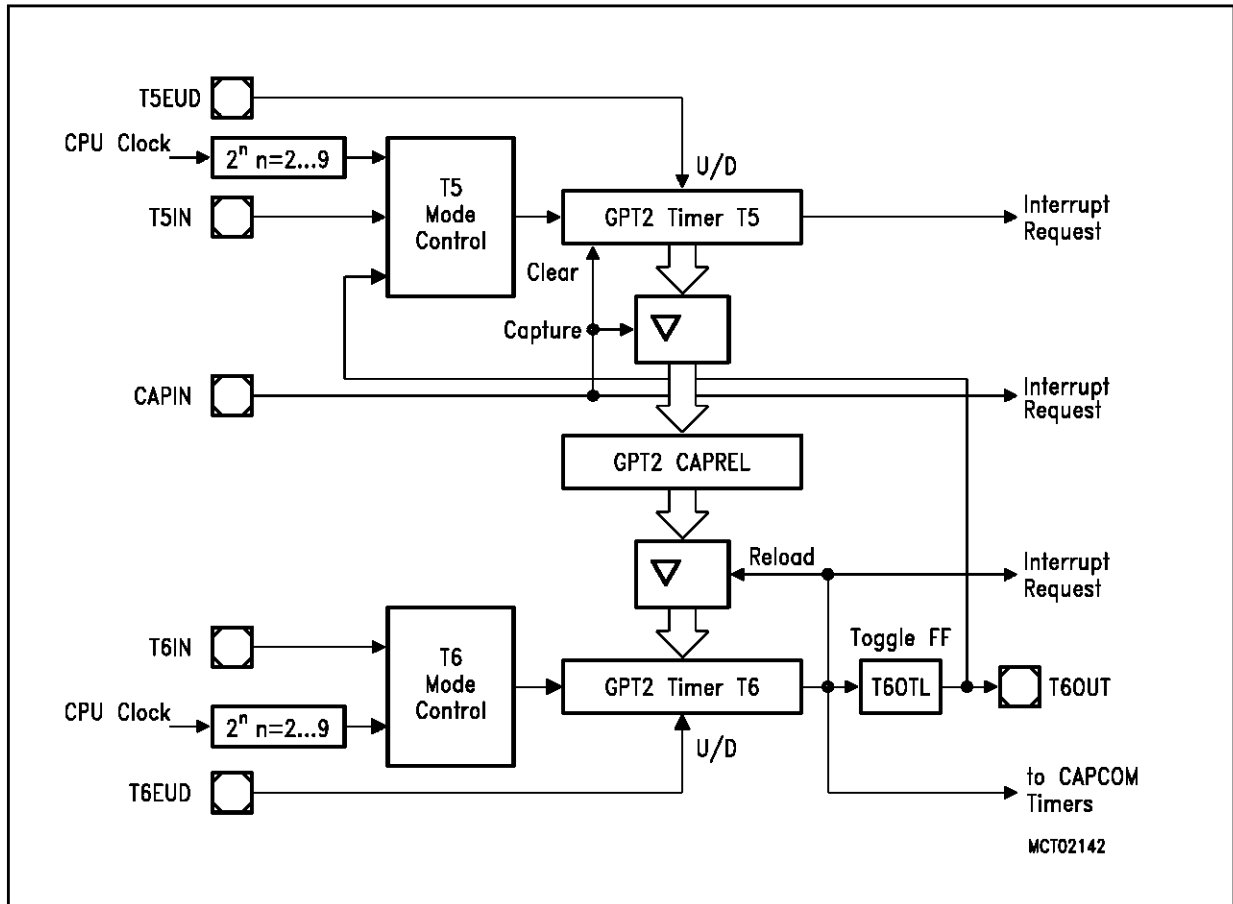 T5EUD
CPU Clock
2ⁿ n=2...9
U/D
T5IN
T5
Mode
Control
GPT2 Timer T5
Interrupt
Request
Clear
Capture
CAPIN
Interrupt
Request
GPT2 CAPREL
Reload
Interrupt
Request
T6IN
T6
Mode
Control
Toggle FF
GPT2 Timer T6
T6OTL
T6OUT
CPU Clock
2ⁿ n=2...9
U/D
T6EUD
to CAPCOM
Timers
MCT02142